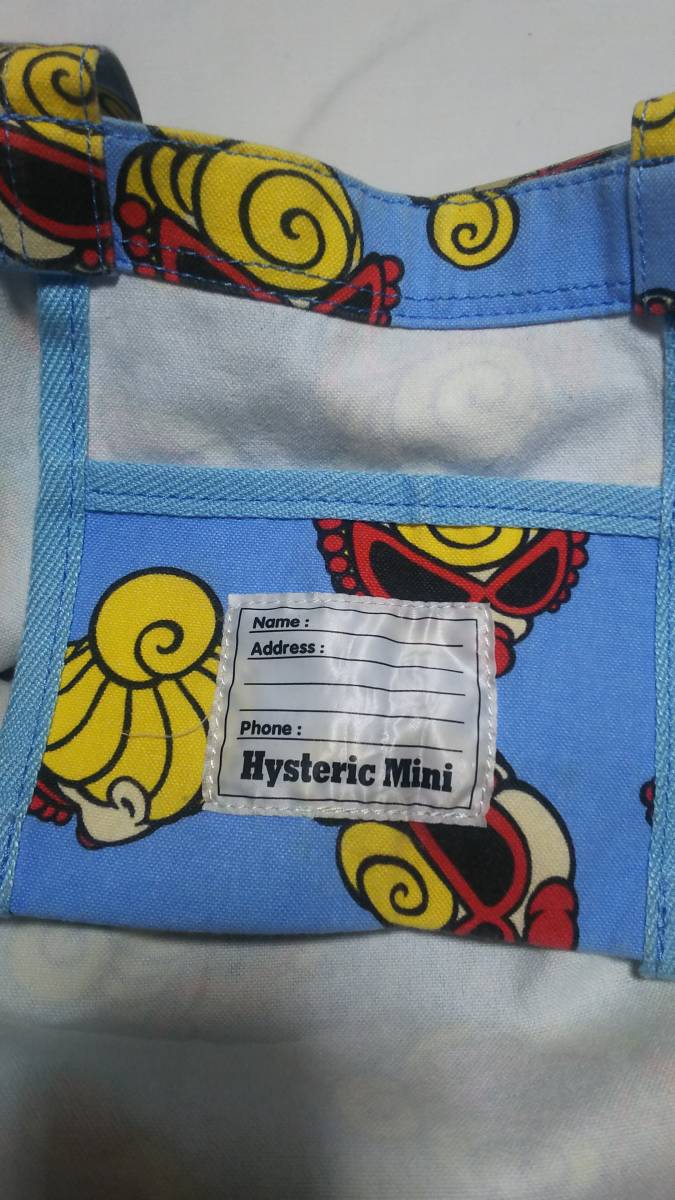 Name :
Address :
Phone :
Hysteric Mini